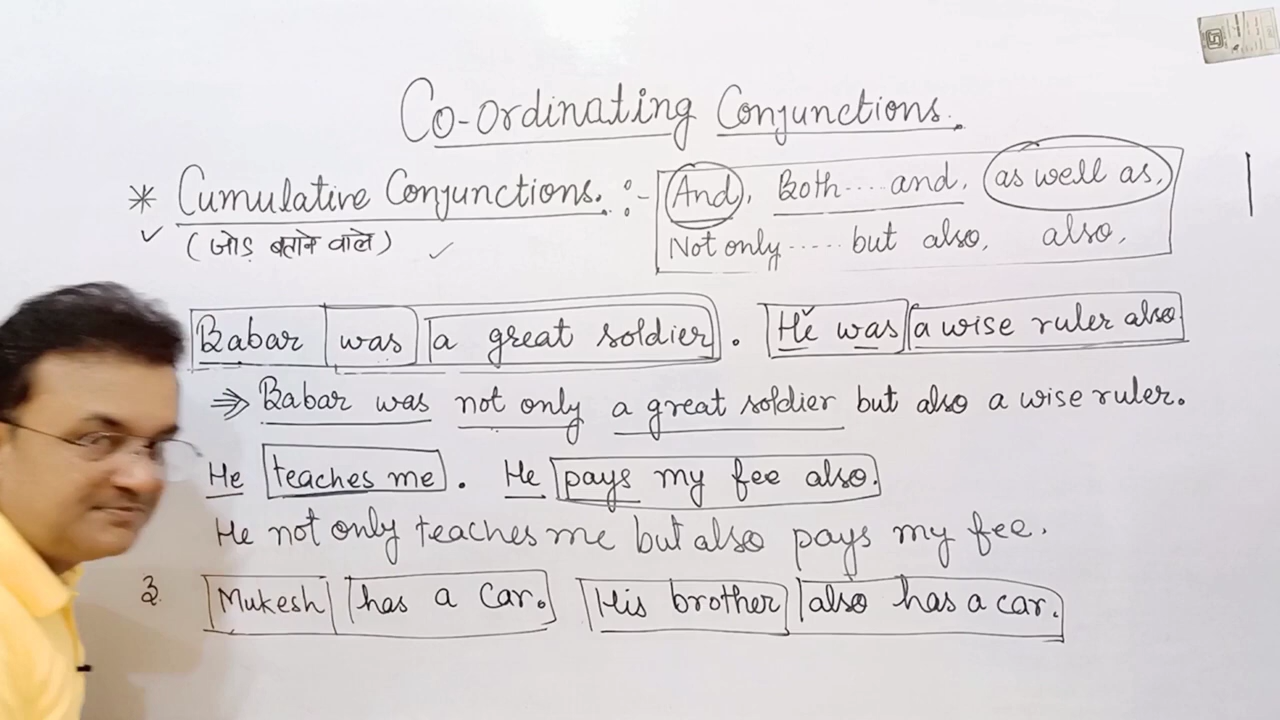 Co-ordinating Conjunctions.
* Cumulative Conjunctions. :- And, Both.....and, as well as,
(जोड़ बताने वाले) Not only ...... but also, also,
Babar was a great soldier. He was a wise ruler also
⇒ Babar was not only a great soldier but also a wise ruler.
He teaches me. He pays my fee also.
He not only teaches me but also pays my fee.
3. Mukesh has a car. His brother also has a car.